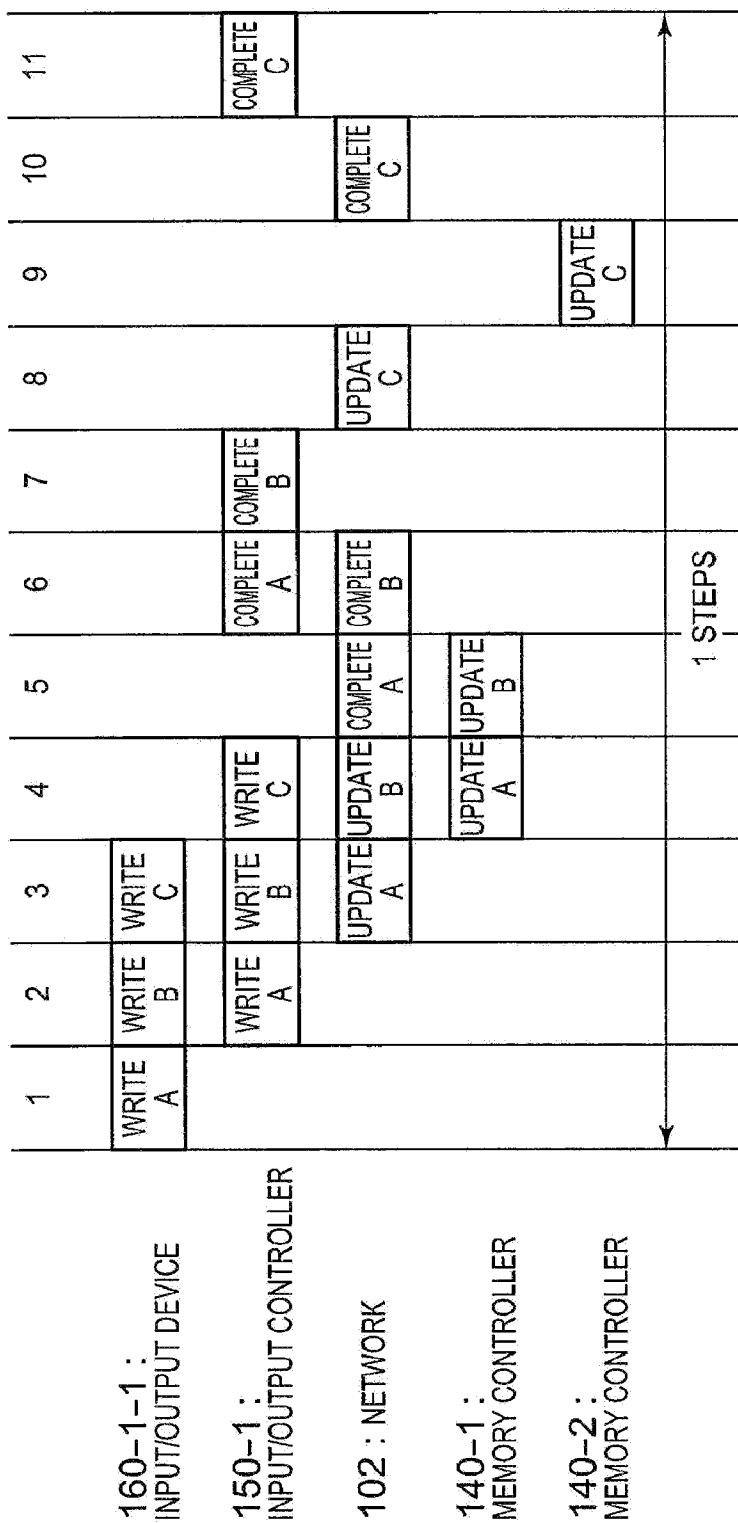 1 2 3 4 5 6 7 8 9 10 11
160-1-1 :
INPUT/OUTPUT DEVICE
WRITE
A
WRITE
B
WRITE
C
150-1 :
INPUT/OUTPUT CONTROLLER
WRITE
A
WRITE
B
WRITE
C
COMPLETE
A
COMPLETE
B
COMPLETE
C
102 : NETWORK
UPDATE
A
UPDATE
B
COMPLETE
A
COMPLETE
B
UPDATE
C
COMPLETE
C
140-1 :
MEMORY CONTROLLER
UPDATE
A
UPDATE
B
140-2 :
MEMORY CONTROLLER
UPDATE
C
1 STEPS